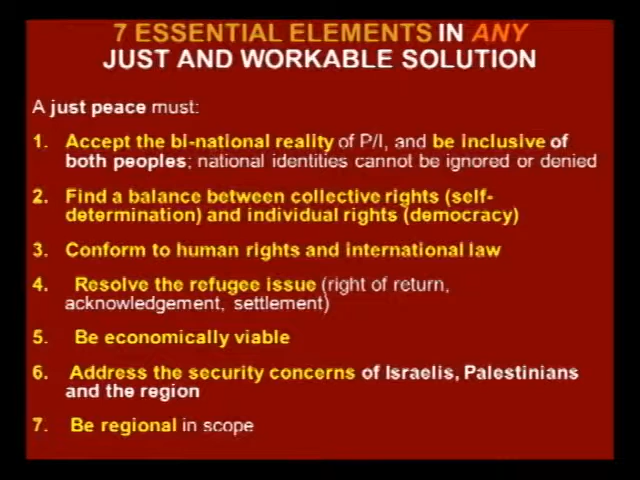 7 ESSENTIAL ELEMENTS IN ANY
JUST AND WORKABLE SOLUTION
A just peace must:
1. Accept the bi-national reality of P/I, and be inclusive of
both peoples; national identities cannot be ignored or denied
2. Find a balance between collective rights (self-
determination) and individual rights (democracy)
3. Conform to human rights and international law
4. Resolve the refugee issue (right of return,
acknowledgement, settlement)
5. Be economically viable
6. Address the security concerns of Israelis, Palestinians
and the region
7. Be regional in scope